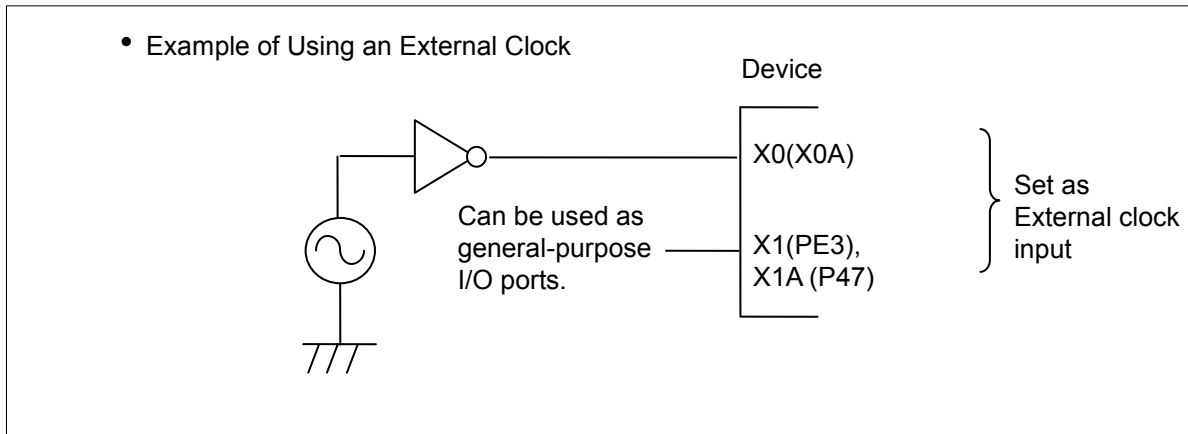 • Example of Using an External Clock
Device
X0(X0A)
Can be used as
general-purpose
I/O ports.
X1(PE3),
X1A (P47)
Set as
External clock
input